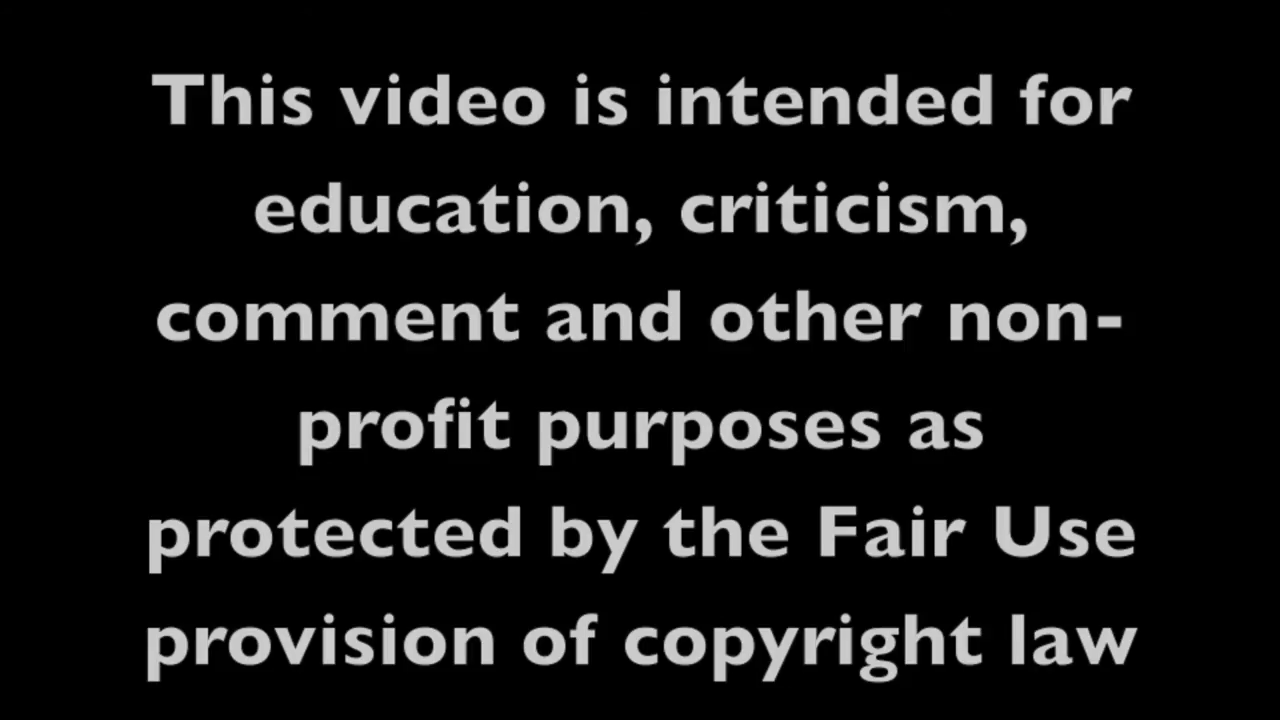 This video is intended for
education, criticism,
comment and other non-
profit purposes as
protected by the Fair Use
provision of copyright law